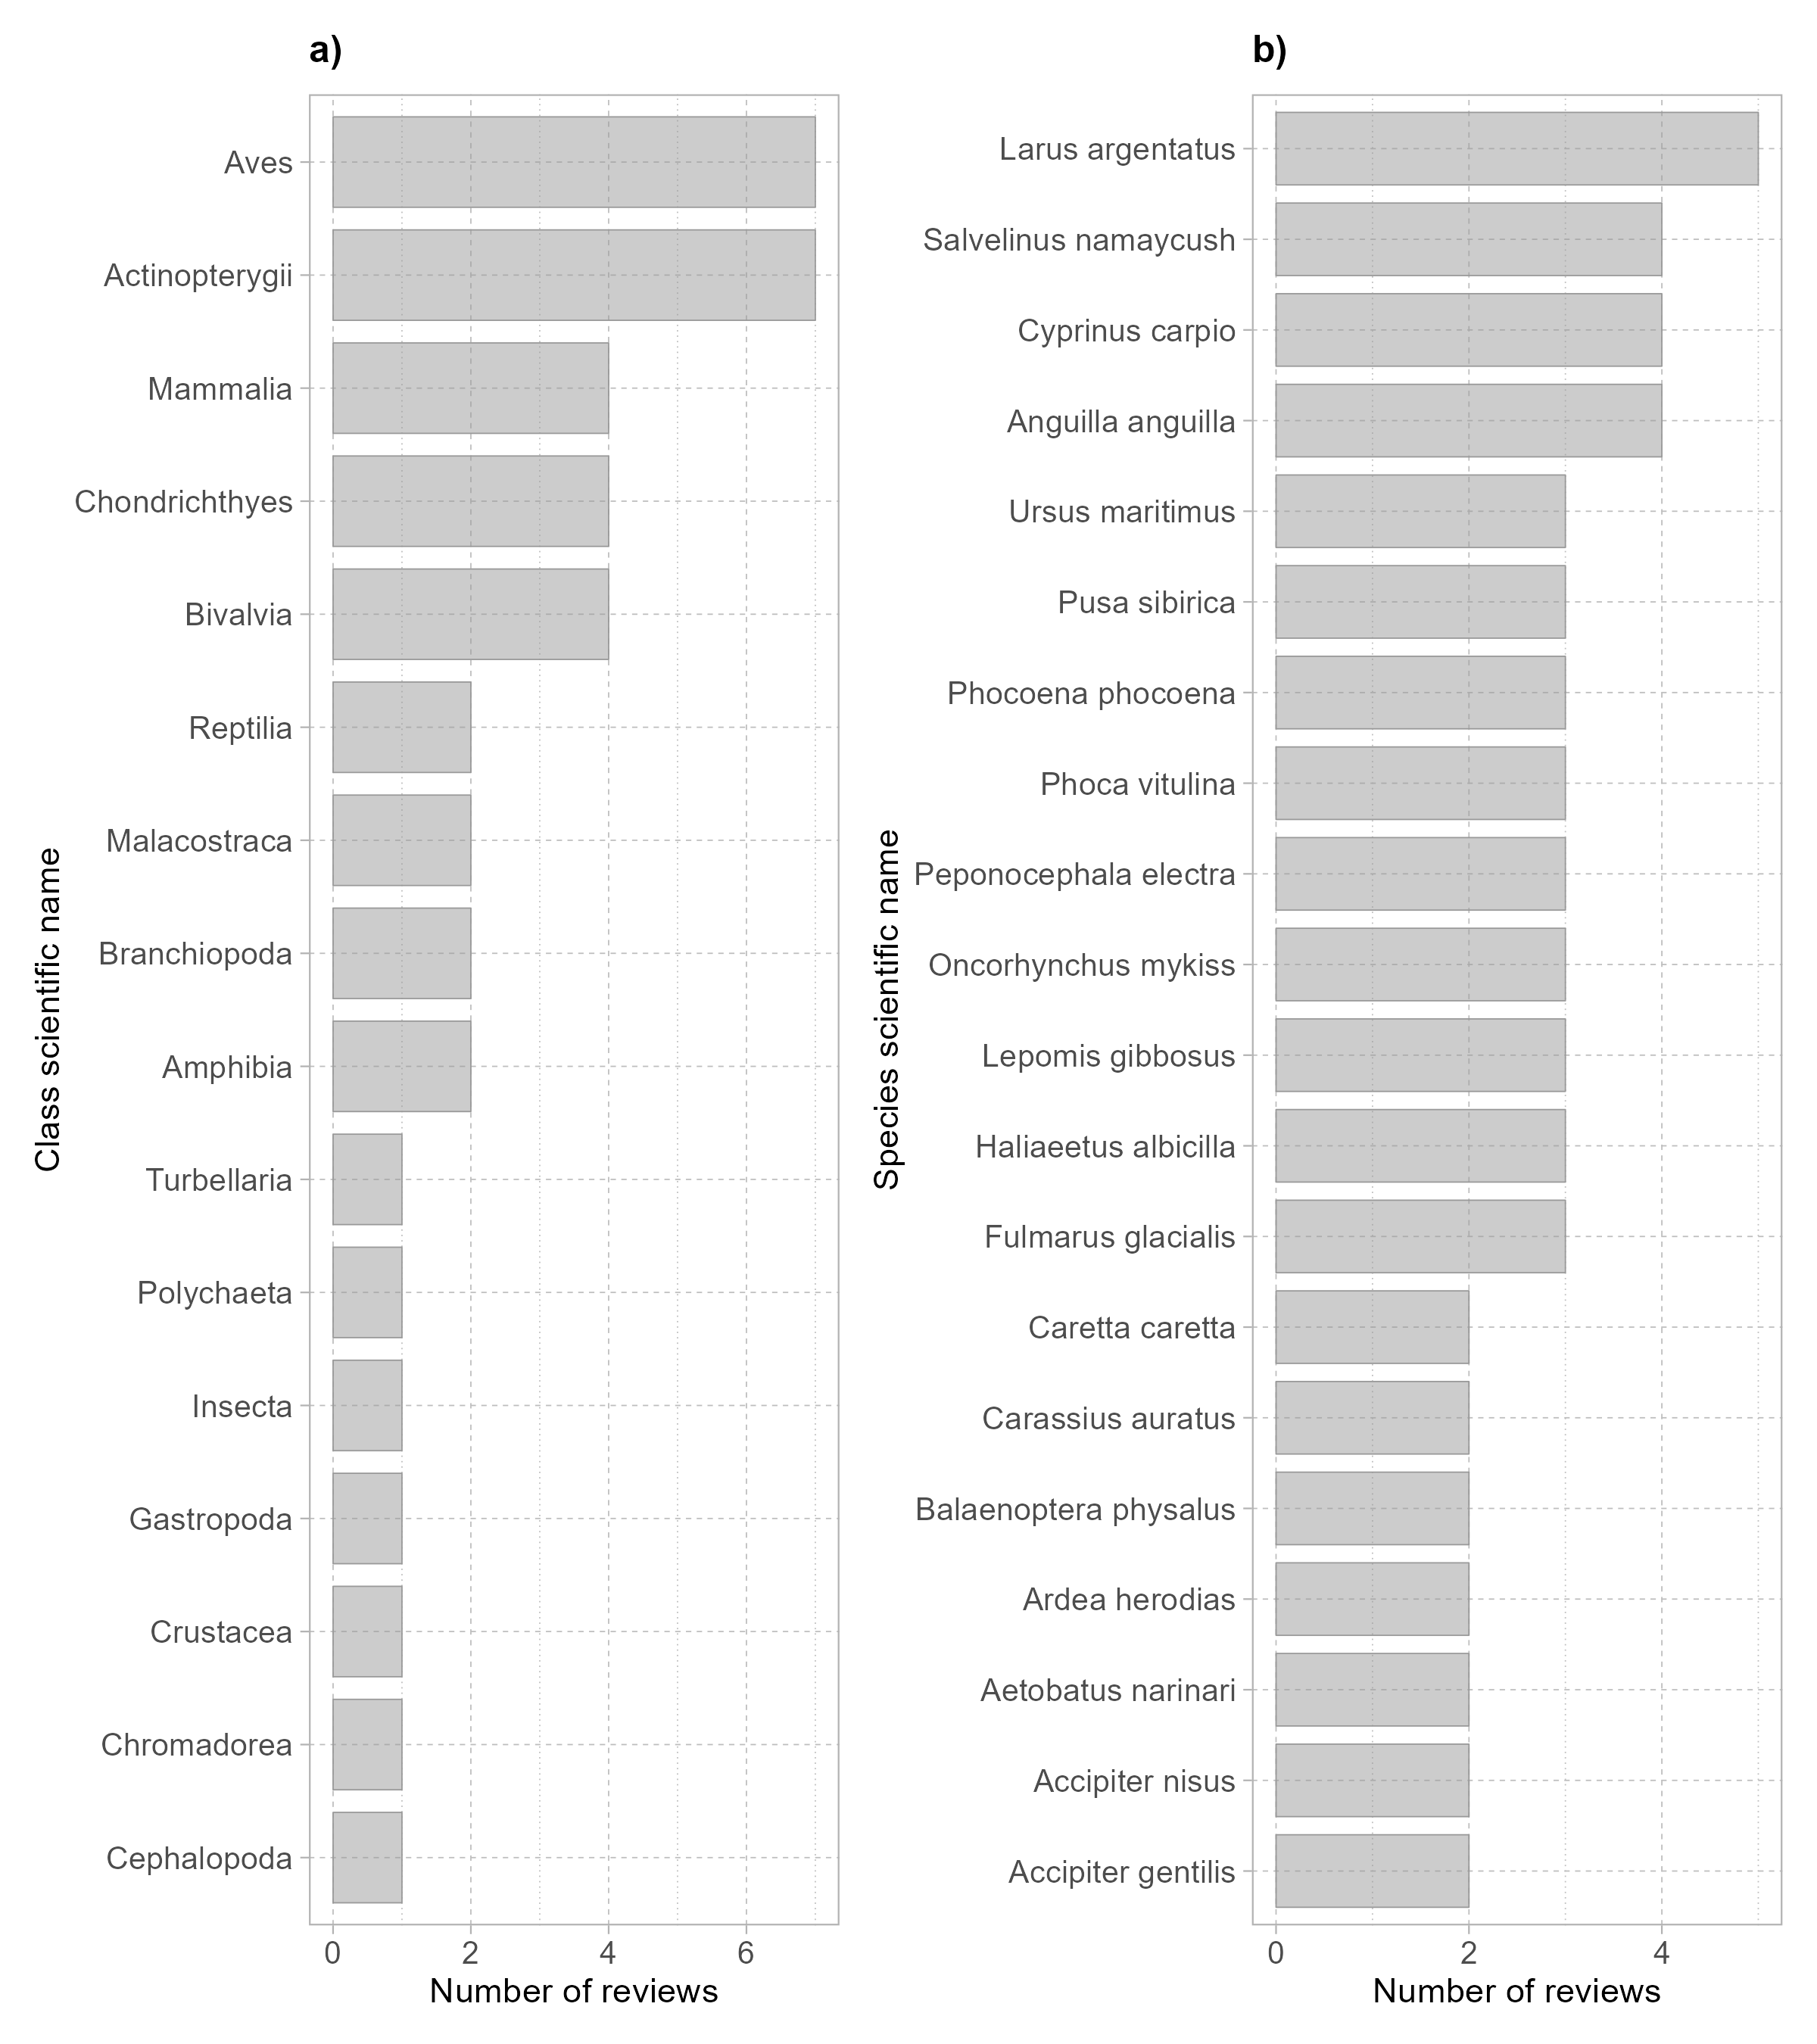 a)
Class scientific name
Aves
Actinopterygii
Mammalia
Chondrichthyes
Bivalvia
Reptilia
Malacostraca
Branchiopoda
Amphibia
Turbellaria
Polychaeta
Insecta
Gastropoda
Crustacea
Chromadorea
Cephalopoda
0 2 4 6
Number of reviews
b)
Species scientific name
Larus argentatus
Salvelinus namaycush
Cyprinus carpio
Anguilla anguilla
Ursus maritimus
Pusa sibirica
Phocoena phocoena
Phoca vitulina
Peponocephala electra
Oncorhynchus mykiss
Lepomis gibbosus
Haliaeetus albicilla
Fulmarus glacialis
Caretta caretta
Carassius auratus
Balaenoptera physalus
Ardea herodias
Aetobatus narinari
Accipiter nisus
Accipiter gentilis
0 2 4
Number of reviews